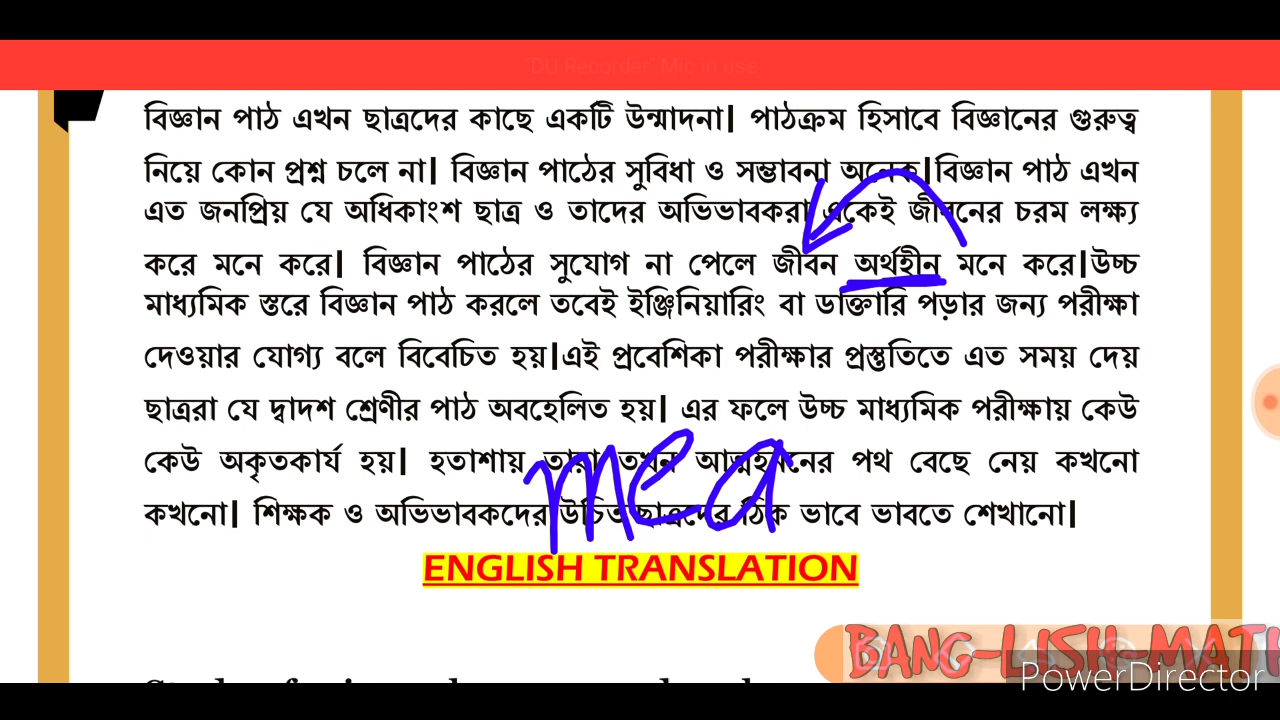 "DU Recorder" Mic in use
বিজ্ঞান পাঠ এখন ছাত্রদের কাছে একটি উন্মাদনা। পাঠক্রম হিসাবে বিজ্ঞানের গুরুত্ব
নিয়ে কোন প্রশ্ন চলে না। বিজ্ঞান পাঠের সুবিধা ও সম্ভাবনা অনেক।বিজ্ঞান পাঠ এখন
এত জনপ্রিয় যে অধিকাংশ ছাত্র ও তাদের অভিভাবকরা একেই জীবনের চরম লক্ষ্য
করে মনে করে। বিজ্ঞান পাঠের সুযোগ না পেলে জীবন অর্থহীন মনে করে।উচ্চ
মাধ্যমিক স্তরে বিজ্ঞান পাঠ করলে তবেই ইঞ্জিনিয়ারিং বা ডাক্তারি পড়ার জন্য পরীক্ষা
দেওয়ার যোগ্য বলে বিবেচিত হয়।এই প্রবেশিকা পরীক্ষার প্রস্তুতিতে এত সময় দেয়
ছাত্ররা যে দ্বাদশ শ্রেণীর পাঠ অবহেলিত হয়। এর ফলে উচ্চ মাধ্যমিক পরীক্ষায় কেউ
কেউ অকৃতকার্য হয়। হতাশায় তারা তখন আত্মহননের পথ বেছে নেয় কখনো
কখনো। শিক্ষক ও অভিভাবকদের উচিত ছাত্রদের ঠিক ভাবে ভাবতে শেখানো।
mea
ENGLISH TRANSLATION
BANG-LISH-MATH
PowerDirector